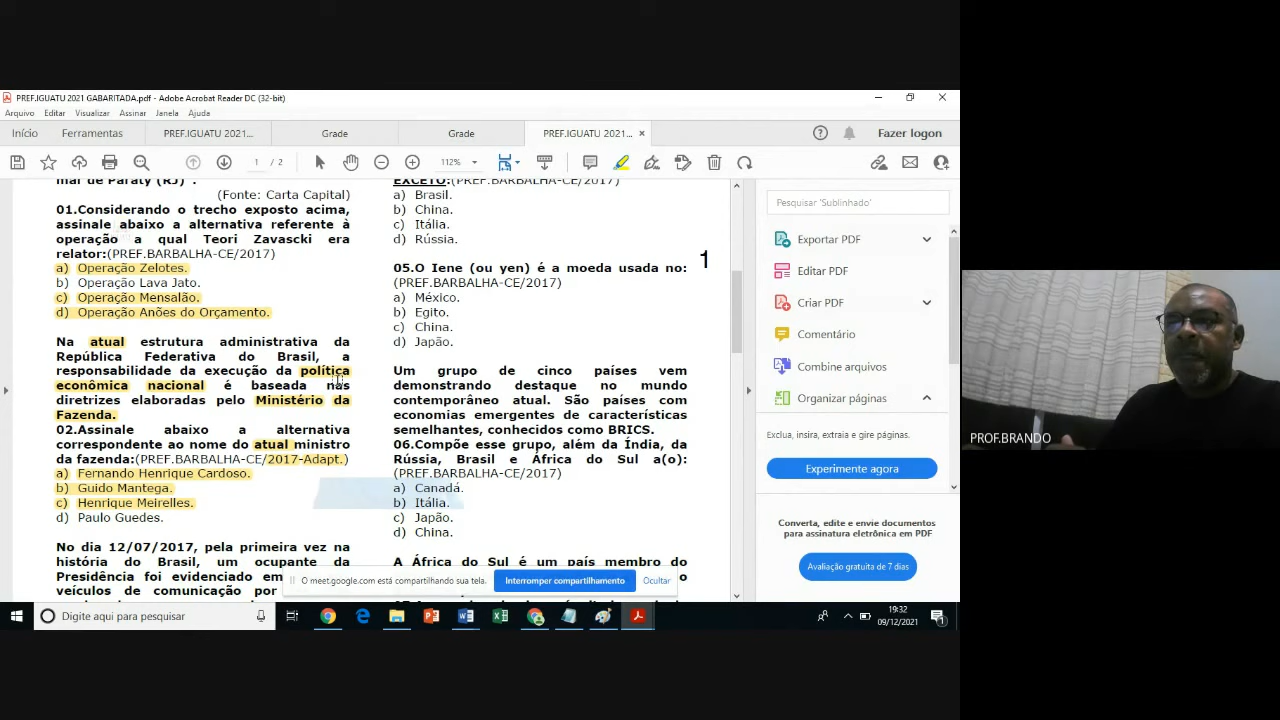 PREF.IGUATU 2021 GABARITADA.pdf - Adobe Acrobat Reader DC (32-bit)
Arquivo Editar Visualizar Assinar Janela Ajuda
Início Ferramentas PREF.IGUATU 2021... Grade Grade PREF.IGUATU 2021... × Fazer logon
1 / 2 112%
mar de Paraty (RJ)".
(Fonte: Carta Capital)
01.Considerando o trecho exposto acima,
assinale abaixo a alternativa referente à
operação a qual Teori Zavascki era
relator:(PREF.BARBALHA-CE/2017)
a) Operação Zelotes.
b) Operação Lava Jato.
c) Operação Mensalão.
d) Operação Anões do Orçamento.
Na atual estrutura administrativa da
República Federativa do Brasil, a
responsabilidade da execução da política
econômica nacional é baseada nas
diretrizes elaboradas pelo Ministério da
Fazenda.
02.Assinale abaixo a alternativa
correspondente ao nome do atual ministro
da fazenda:(PREF.BARBALHA-CE/2017-Adapt.)
a) Fernando Henrique Cardoso.
b) Guido Mantega.
c) Henrique Meirelles.
d) Paulo Guedes.
No dia 12/07/2017, pela primeira vez na
história do Brasil, um ocupante da
Presidência foi evidenciado em
veículos de comunicação por
EXCETO:(PREF.BARBALHA-CE/2017)
a) Brasil.
b) China.
c) Itália.
d) Rússia.
1
05.O Iene (ou yen) é a moeda usada no:
(PREF.BARBALHA-CE/2017)
a) México.
b) Egito.
c) China.
d) Japão.
Um grupo de cinco países vem
demonstrando destaque no mundo
contemporâneo atual. São países com
economias emergentes de características
semelhantes, conhecidos como BRICS.
06.Compõe esse grupo, além da Índia, da
Rússia, Brasil e África do Sul a(o):
(PREF.BARBALHA-CE/2017)
a) Canadá.
b) Itália.
c) Japão.
d) China.
A África do Sul é um país membro do
o
Pesquisar 'Sublinhado'
Exportar PDF
Editar PDF
Criar PDF
Comentário
Combine arquivos
Organizar páginas
Exclua, insira, extraia e gire páginas.
Experimente agora
Converta, edite e envie documentos
para assinatura eletrônica em PDF
Avaliação gratuita de 7 dias
O meet.google.com está compartilhando sua tela. Interromper compartilhamento Ocultar
Digite aqui para pesquisar
19:32
09/12/2021
1
PROF.BRANDO